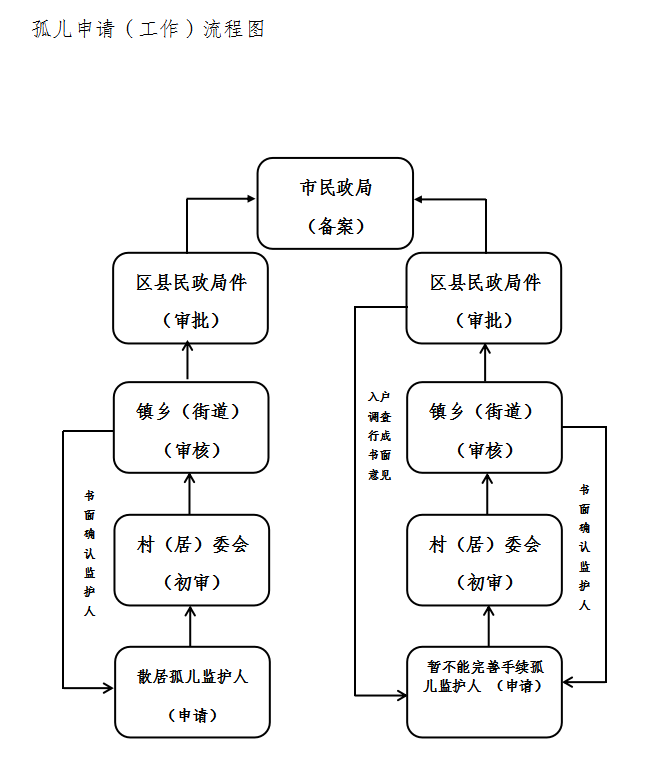 孤儿申请（工作）流程图
市民政局
（备案）
区县民政局件
（审批）
区县民政局件
（审批）
镇乡（街道）
（审核）
入户
调查
行成
书面
意见
镇乡（街道）
（审核）
书
面
确
认
监
护
人
村（居）委会
（初审）
村（居）委会
（初审）
书
面
确
认
监
护
人
散居孤儿监护人
（申请）
暂不能完善手续孤
儿监护人 （申请）